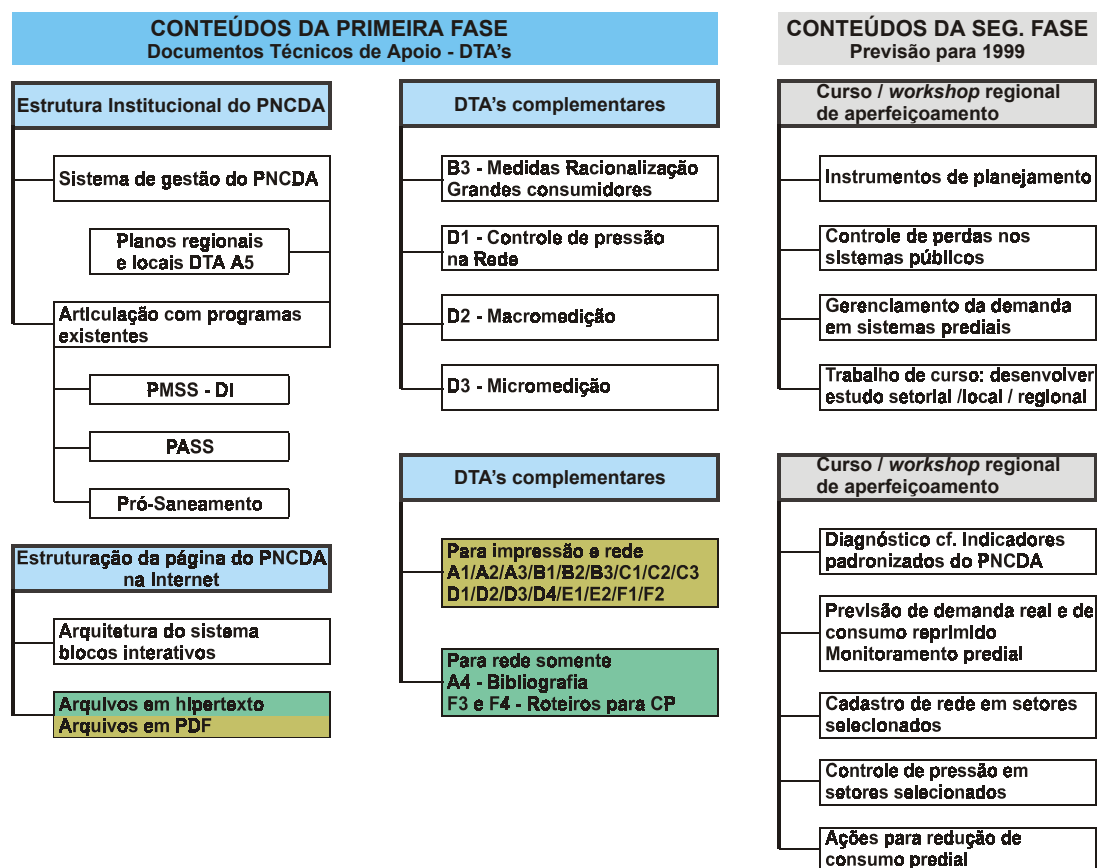 CONTEÚDOS DA PRIMEIRA FASE
Documentos Técnicos de Apoio - DTA's
Estrutura Institucional do PNCDA
Sistema de gestão do PNCDA
Planos regionais
e locais DTA A5
Articulação com programas
existentes
PMSS - DI
PASS
Pró-Saneamento
Estruturação da página do PNCDA
na Internet
Arquitetura do sistema
blocos interativos
Arquivos em hipertexto
Arquivos em PDF
DTA's complementares
B3 - Medidas Racionalização
Grandes consumidores
D1 - Controle de pressão
na Rede
D2 - Macromedição
D3 - Micromedição
DTA's complementares
Para impressão e rede
A1/A2/A3/B1/B2/B3/C1/C2/C3
D1/D2/D3/D4/E1/E2/F1/F2
Para rede somente
A4 - Bibliografia
F3 e F4 - Roteiros para CP
CONTEÚDOS DA SEG. FASE
Previsão para 1999
Curso / workshop regional
de aperfeiçoamento
Instrumentos de planejamento
Controle de perdas nos
sistemas públicos
Gerenciamento da demanda
em sistemas prediais
Trabalho de curso: desenvolver
estudo setorial /local / regional
Curso / workshop regional
de aperfeiçoamento
Diagnóstico cf. Indicadores
padronizados do PNCDA
Previsão de demanda real e de
consumo reprimido
Monitoramento predial
Cadastro de rede em setores
selecionados
Controle de pressão em
setores selecionados
Ações para redução de
consumo predial